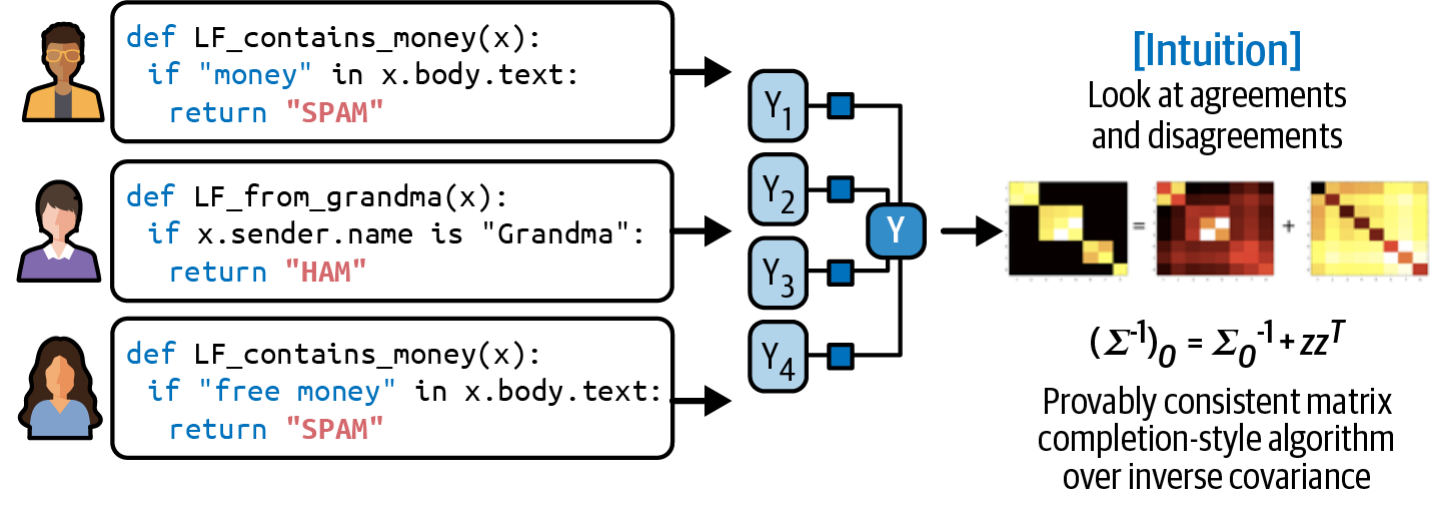 def LF_contains_money(x):
if "money" in x.body.text:
return "SPAM"
def LF_from_grandma(x):
if x.sender.name is "Grandma":
return "HAM"
def LF_contains_money(x):
if "free money" in x.body.text:
return "SPAM"
Y1
Y2
Y3
Y4
Y
[Intuition]
Look at agreements
and disagreements
= +
(Σ⁻¹)₀ = Σ₀⁻¹ + zzᵀ
Provably consistent matrix
completion-style algorithm
over inverse covariance